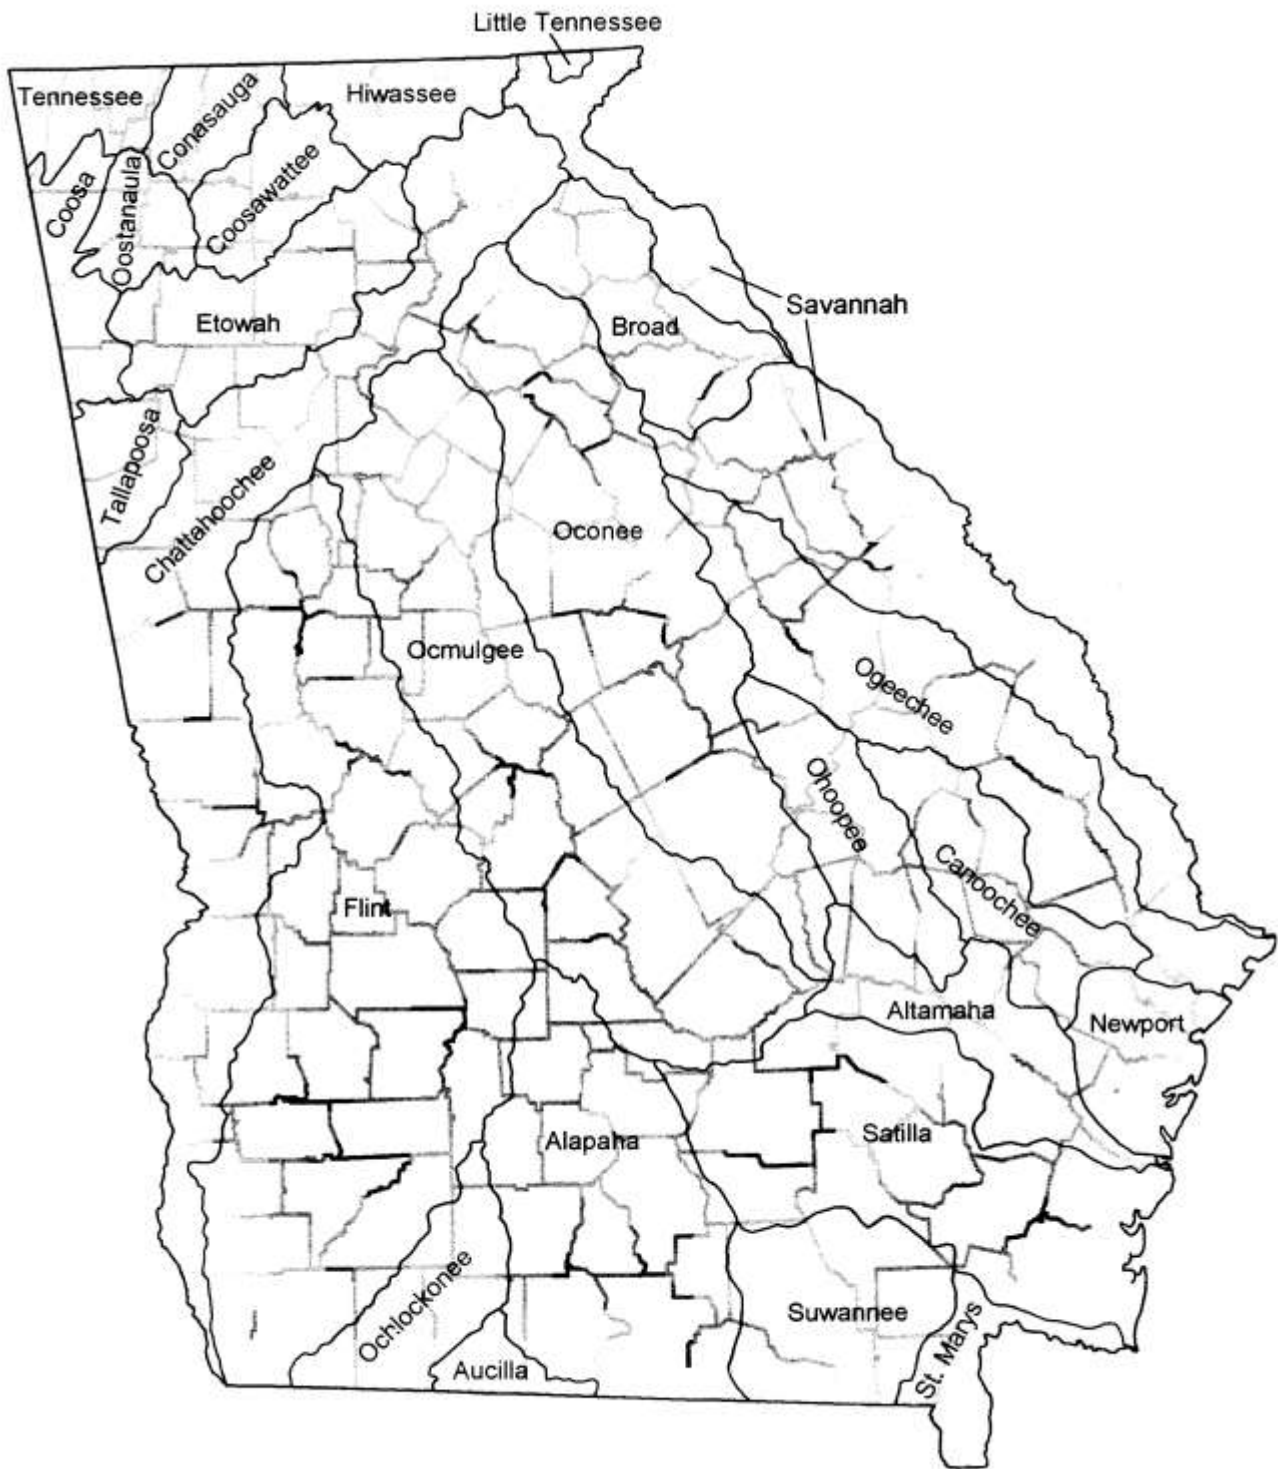 Little Tennessee
Tennessee
Conasauga
Hiwassee
Coosa
Oostanaula
Coosawattee
Savannah
Etowah
Broad
Tallapoosa
Chattahoochee
Oconee
Ocmulgee
Ogeechee
Ohoopee
Canoochee
Flint
Altamaha
Newport
Alapaha
Satilla
Ochlockonee
Suwannee
Aucilla
St. Marys